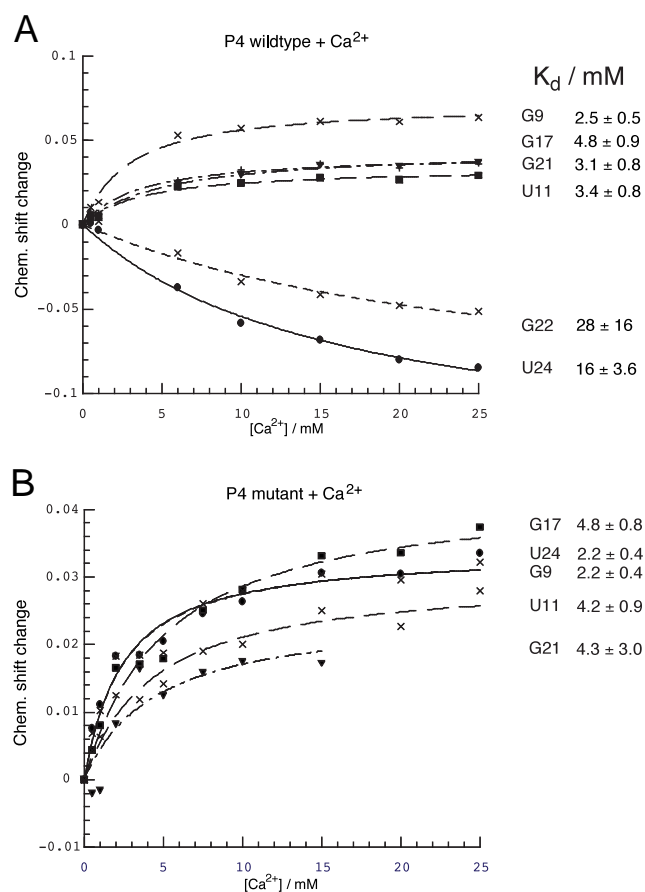 A
P4 wildtype + Ca2+
Kd / mM
G9 2.5 ± 0.5
G17 4.8 ± 0.9
G21 3.1 ± 0.8
U11 3.4 ± 0.8
G22 28 ± 16
U24 16 ± 3.6
Chem. shift change
0.1
0.05
0
-0.05
-0.1
0 5 10 15 20 25
[Ca2+] / mM
B
P4 mutant + Ca2+
G17 4.8 ± 0.8
U24 2.2 ± 0.4
G9 2.2 ± 0.4
U11 4.2 ± 0.9
G21 4.3 ± 3.0
Chem. shift change
0.04
0.03
0.02
0.01
0
-0.01
0 5 10 15 20 25
[Ca2+] / mM